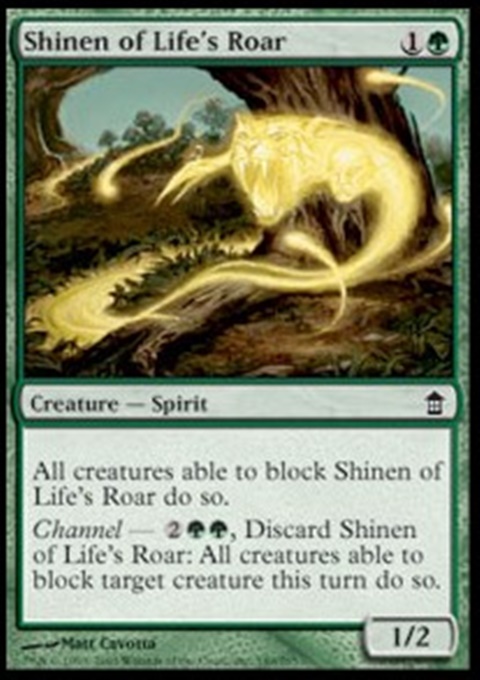 Shinen of Life's Roar 1
Creature — Spirit
All creatures able to block Shinen of
Life's Roar do so.
Channel — 2, Discard Shinen
of Life's Roar: All creatures able to
block target creature this turn do so.
Matt Cavotta
1/2